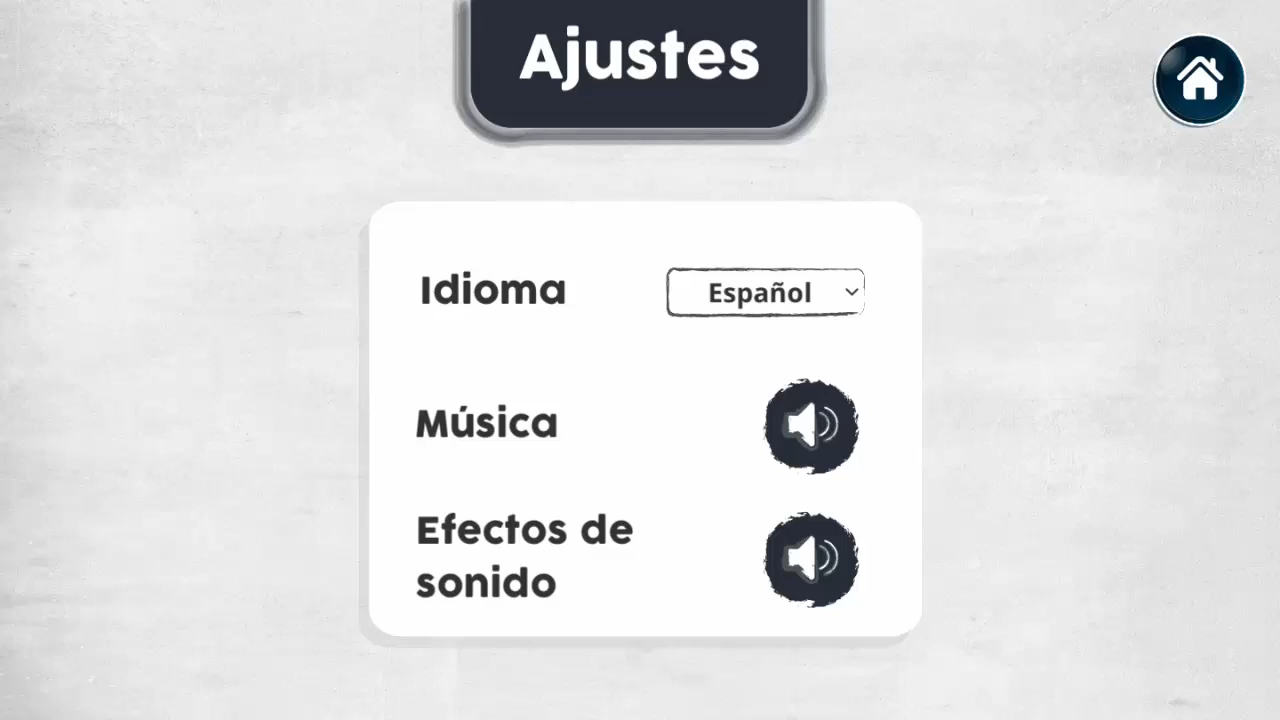 Ajustes
Idioma
Español
Música
Efectos de
sonido